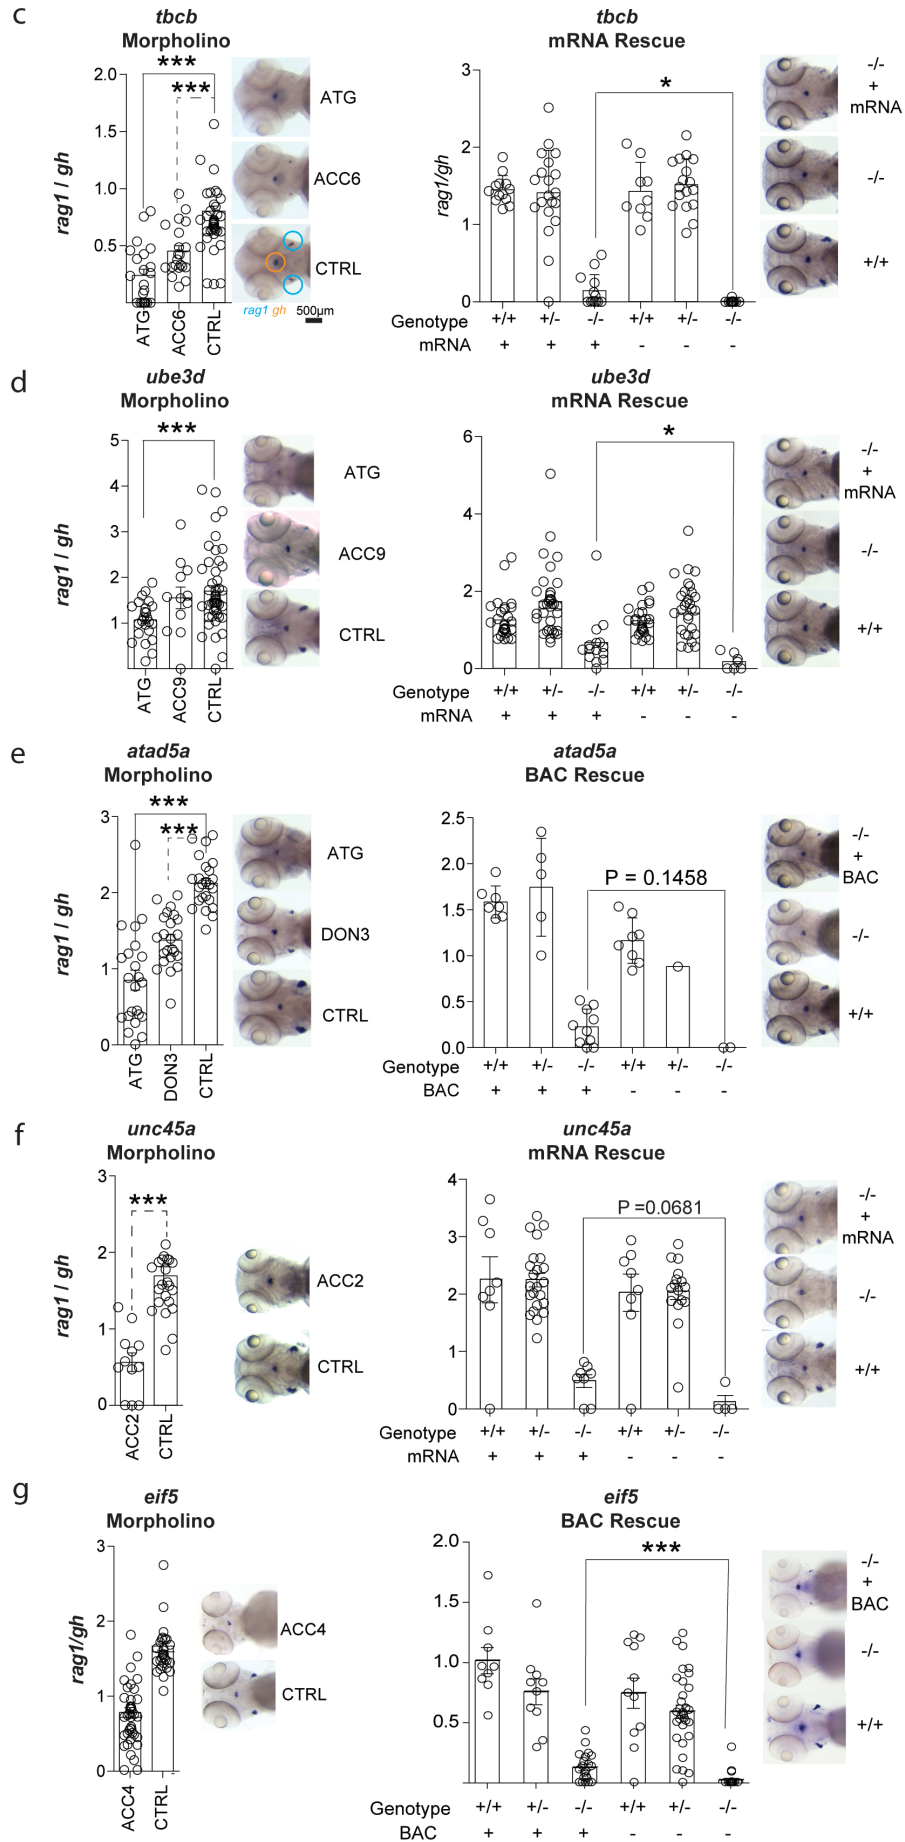 c
tbcb
Morpholino
***
***
2.0
1.5
1.0
0.5
rag1 / gh
ATG
ACC6
CTRL
ATG
ACC6
CTRL
rag1 gh
500µm
tbcb
mRNA Rescue
*
3
2
1
0
rag1/gh
Genotype +/+ +/- -/- +/+ +/- -/-
mRNA + + + - - -
-/-
+
mRNA
-/-
+/+
d
ube3d
Morpholino
***
5
4
3
2
1
rag1 / gh
ATG
ACC9
CTRL
ATG
ACC9
CTRL
ube3d
mRNA Rescue
*
6
4
2
0
Genotype +/+ +/- -/- +/+ +/- -/-
mRNA + + + - - -
-/-
+
mRNA
-/-
+/+
e
atad5a
Morpholino
***
***
3
2
1
0
rag1 / gh
ATG
DON3
CTRL
ATG
DON3
CTRL
atad5a
BAC Rescue
P = 0.1458
2.5
2.0
1.5
1.0
0.5
0.0
Genotype +/+ +/- -/- +/+ +/- -/-
BAC + + + - - -
-/-
+
BAC
-/-
+/+
f
unc45a
Morpholino
***
3
2
1
0
rag1 / gh
ACC2
CTRL
ACC2
CTRL
unc45a
mRNA Rescue
P =0.0681
4
3
2
1
0
Genotype +/+ +/- -/- +/+ +/- -/-
mRNA + + + - - -
-/-
+
mRNA
-/-
+/+
g
eif5
Morpholino
3
2
1
0
rag1/gh
ACC4
CTRL
ACC4
CTRL
eif5
BAC Rescue
***
2.0
1.5
1.0
0.5
Genotype +/+ +/- -/- +/+ +/- -/-
BAC + + + - - -
-/-
+
BAC
-/-
+/+